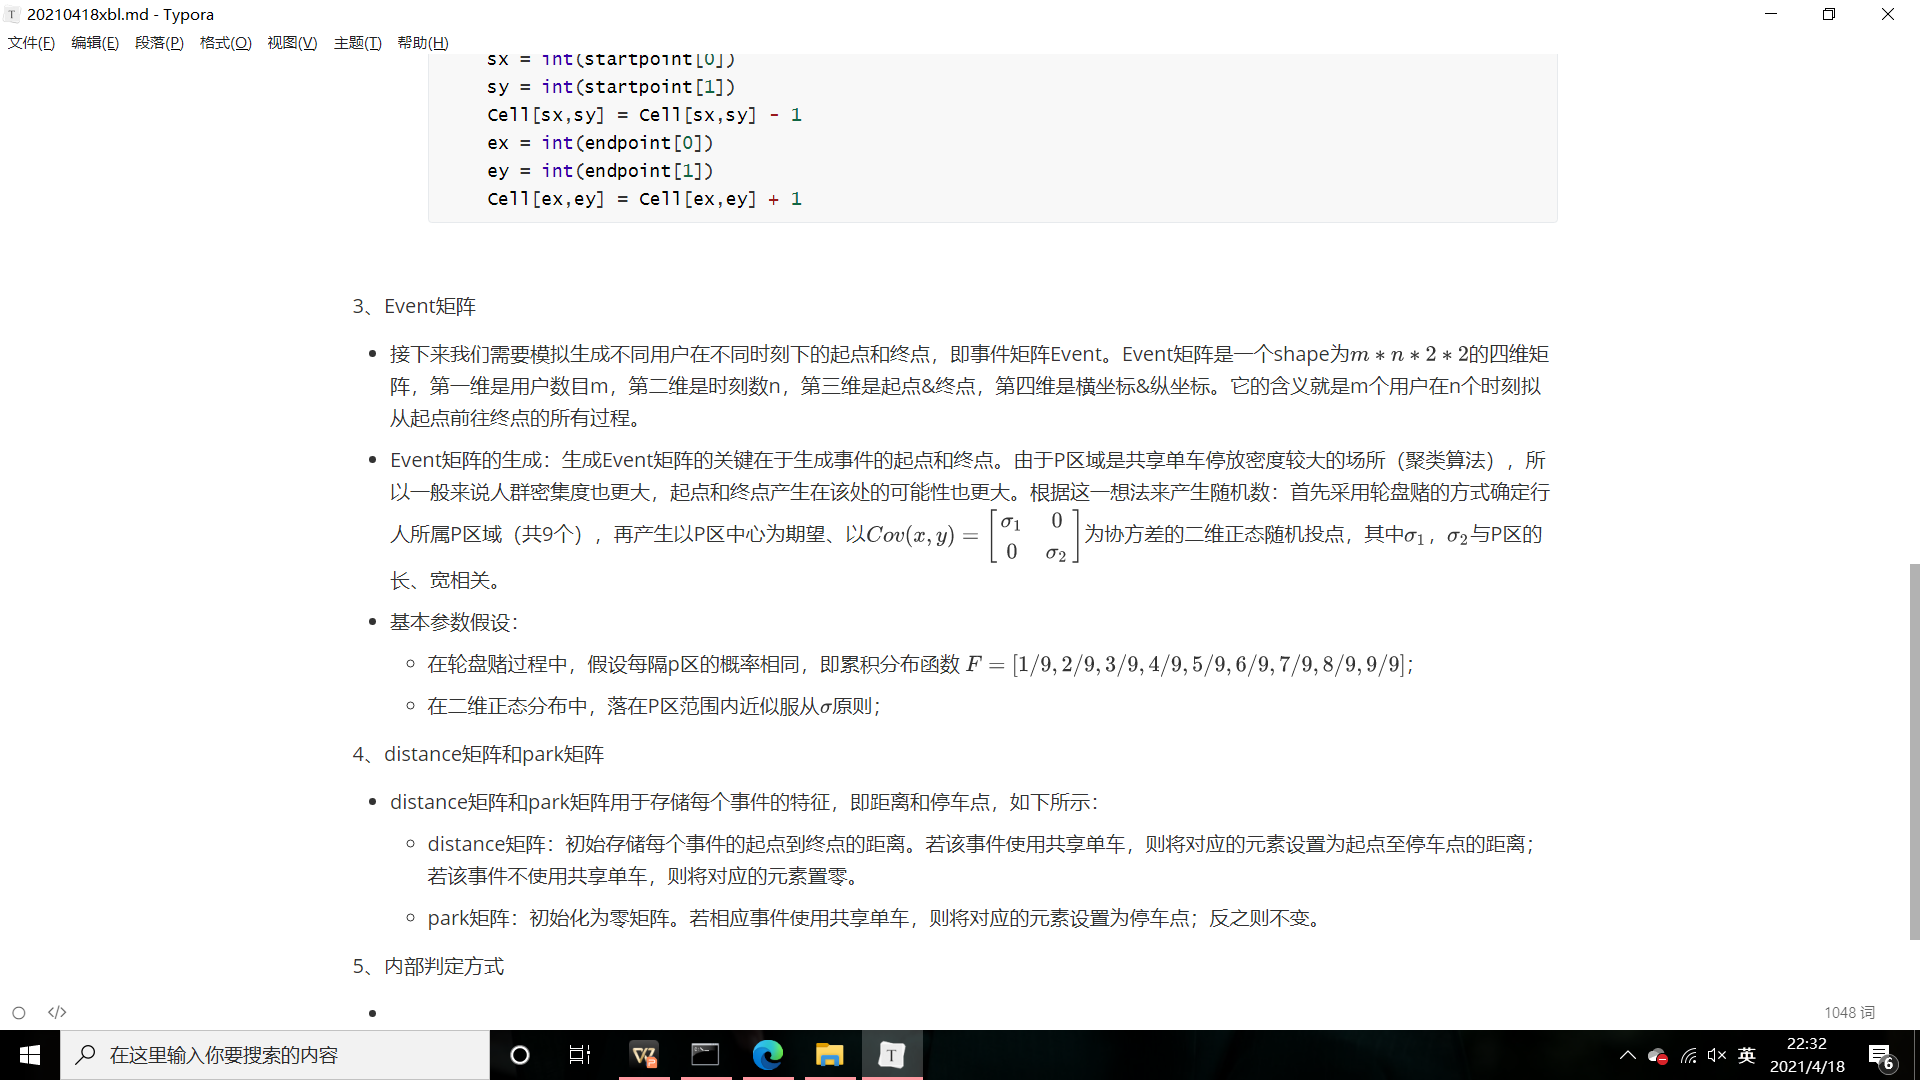 20210418xbl.md - Typora
文件(F) 编辑(E) 段落(P) 格式(O) 视图(V) 主题(T) 帮助(H)
sx = int(startpoint[0])
sy = int(startpoint[1])
Cell[sx,sy] = Cell[sx,sy] - 1
ex = int(endpoint[0])
ey = int(endpoint[1])
Cell[ex,ey] = Cell[ex,ey] + 1
3、Event矩阵
接下来我们需要模拟生成不同用户在不同时刻下的起点和终点，即事件矩阵Event。Event矩阵是一个shape为m ∗ n ∗ 2 ∗ 2的四维矩
阵，第一维是用户数目m，第二维是时刻数n，第三维是起点&终点，第四维是横坐标&纵坐标。它的含义就是m个用户在n个时刻拟
从起点前往终点的所有过程。
Event矩阵的生成：生成Event矩阵的关键在于生成事件的起点和终点。由于P区域是共享单车停放密度较大的场所（聚类算法），所
以一般来说人群密集度也更大，起点和终点产生在该处的可能性也更大。根据这一想法来产生随机数：首先采用轮盘赌的方式确定行
人所属P区域（共9个），再产生以P区中心为期望、以Cov(x, y) = [σ1 0 0 σ2]为协方差的二维正态随机投点，其中σ1，σ2与P区的
长、宽相关。
基本参数假设：
在轮盘赌过程中，假设每隔p区的概率相同，即累积分布函数 F = [1/9, 2/9, 3/9, 4/9, 5/9, 6/9, 7/9, 8/9, 9/9]；
在二维正态分布中，落在P区范围内近似服从σ原则；
4、distance矩阵和park矩阵
distance矩阵和park矩阵用于存储每个事件的特征，即距离和停车点，如下所示：
distance矩阵：初始存储每个事件的起点到终点的距离。若该事件使用共享单车，则将对应的元素设置为起点至停车点的距离；
若该事件不使用共享单车，则将对应的元素置零。
park矩阵：初始化为零矩阵。若相应事件使用共享单车，则将对应的元素设置为停车点；反之则不变。
5、内部判定方式
1048 词
在这里输入你要搜索的内容
英
22:32
2021/4/18
6